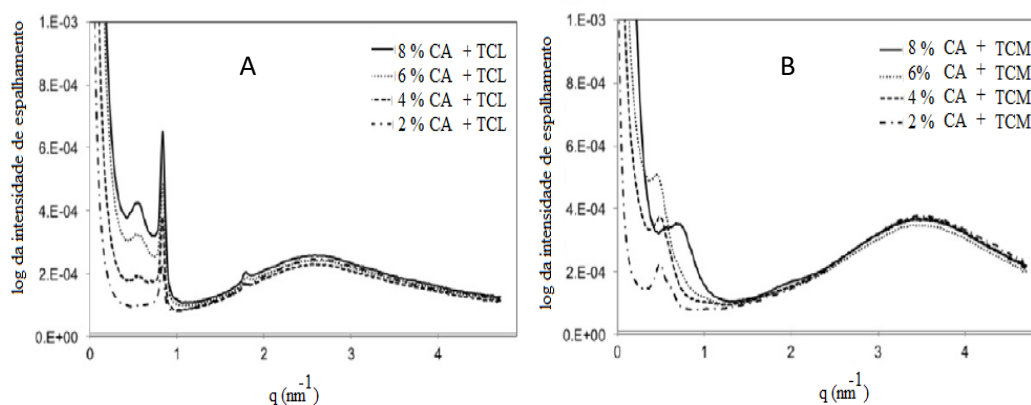 log da intensidade de espalhamento
1.E-03
8.E-04
6.E-04
4.E-04
2.E-04
0.E+00
A
8 % CA + TCL
6 % CA + TCL
4 % CA + TCL
2 % CA + TCL
0 1 2 3 4
q (nm-1)
log da intensidade de espalhamento
1.E-03
8.E-04
6.E-04
4.E-04
2.E-04
0.E+00
B
8 % CA + TCM
6% CA + TCM
4 % CA + TCM
2 % CA + TCM
0 1 2 3 4
q (nm-1)